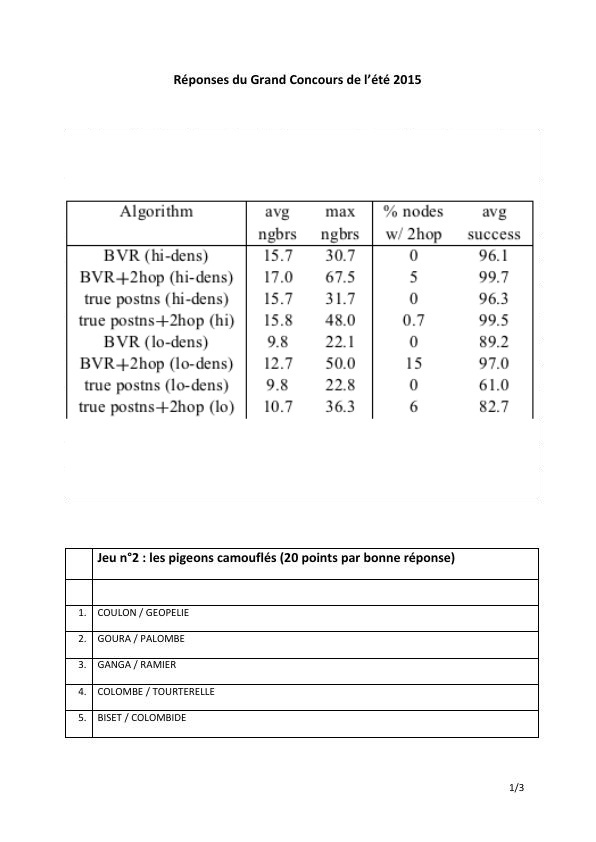 Réponses du Grand Concours de l'été 2015
Algorithm avg max % nodes avg
ngbrs ngbrs w/ 2hop success
BVR (hi-dens) 15.7 30.7 0 96.1
BVR+2hop (hi-dens) 17.0 67.5 5 99.7
true postns (hi-dens) 15.7 31.7 0 96.3
true postns+2hop (hi) 15.8 48.0 0.7 99.5
BVR (lo-dens) 9.8 22.1 0 89.2
BVR+2hop (lo-dens) 12.7 50.0 15 97.0
true postns (lo-dens) 9.8 22.8 0 61.0
true postns+2hop (lo) 10.7 36.3 6 82.7
Jeu n°2 : les pigeons camouflés (20 points par bonne réponse)
1. COULON / GEOPELIE
2. GOURA / PALOMBE
3. GANGA / RAMIER
4. COLOMBE / TOURTERELLE
5. BISET / COLOMBIDE
1/3